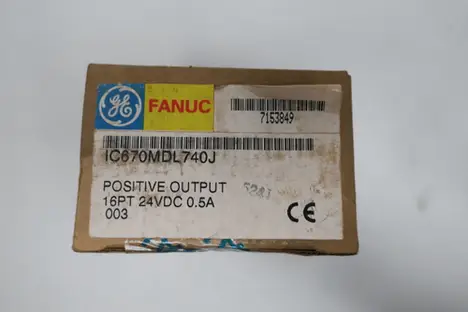 GE
FANUC
7153849
IC670MDL740J
POSITIVE OUTPUT
16PT 24VDC 0.5A
003
CE